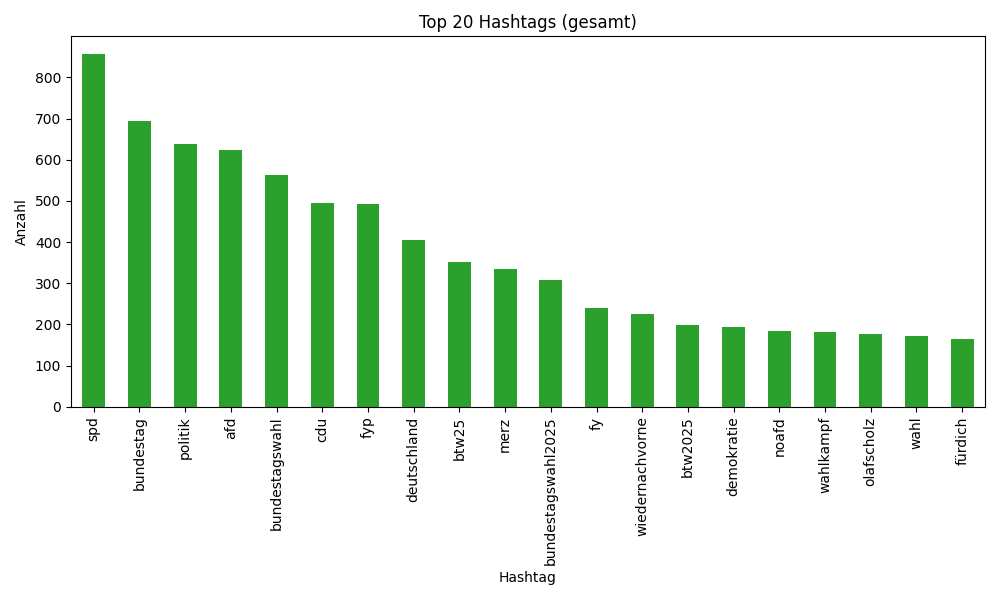 Top 20 Hashtags (gesamt)
Anzahl
800
700
600
500
400
300
200
100
0
spd
bundestag
politik
afd
bundestagswahl
cdu
fyp
deutschland
btw25
merz
bundestagswahl2025
fy
wiedernachvorne
btw2025
demokratie
noafd
wahlkampf
olafscholz
wahl
fürdich
Hashtag